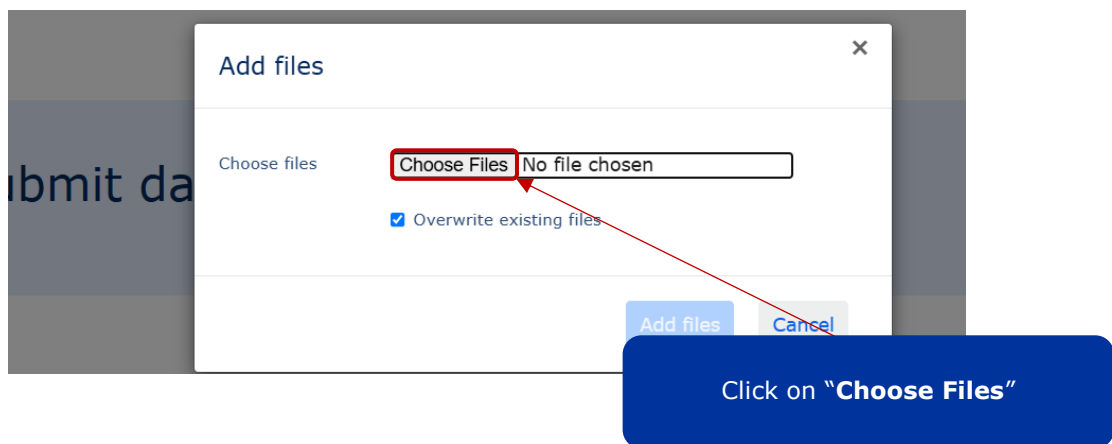 Add files
×
ubmit da
Choose files
Choose Files No file chosen
Overwrite existing files
Add files Cancel
Click on “Choose Files”